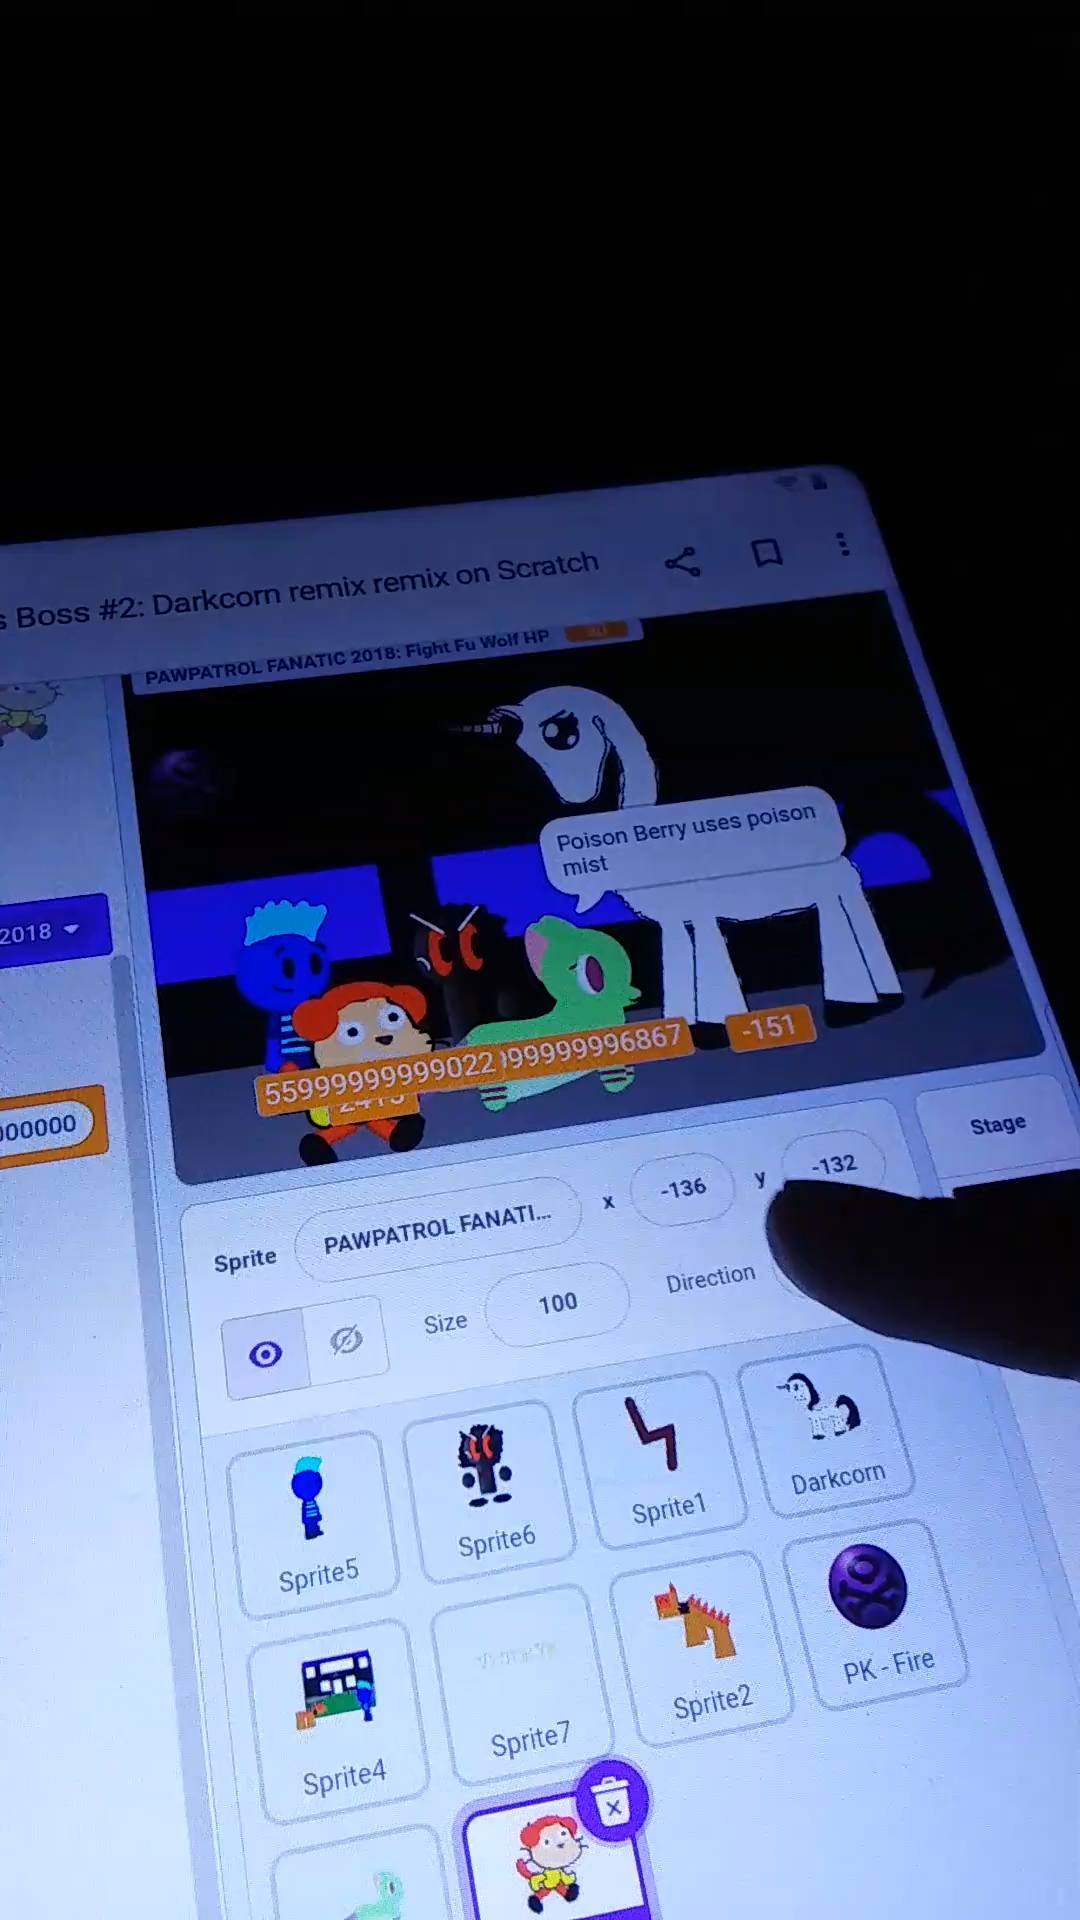 s Boss #2: Darkcorn remix remix on Scratch
PAWPATROL FANATIC 2018: Fight Fu Wolf HP
2018
Poison Berry uses poison
mist
55999999999022
99999996867
-151
000000
Stage
Sprite
PAWPATROL FANATI...
x
-136
y
-132
Size
100
Direction
Sprite5
Sprite6
Sprite1
Darkcorn
Sprite4
Sprite7
Sprite2
PK - Fire